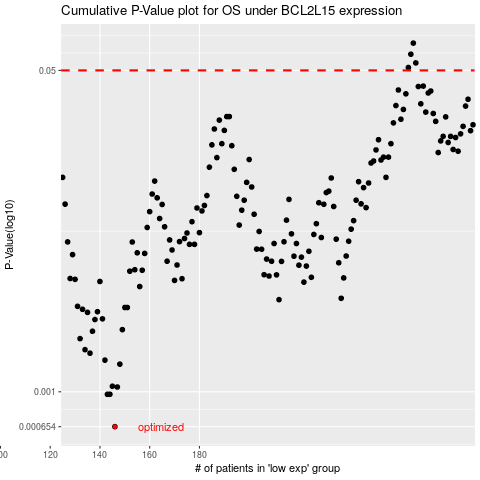 Cumulative P-Value plot for OS under BCL2L15 expression
0.05
P-Value(log10)
0.001
0.000654
optimized
00 120 140 160 180
# of patients in 'low exp' group